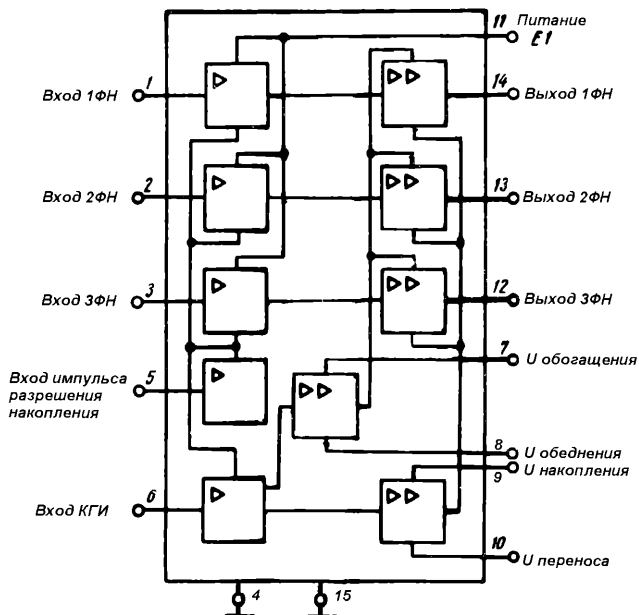 11 Питание
E1
1
Вход 1ФН
14
Выход 1ФН
2
Вход 2ФН
13
Выход 2ФН
3
Вход 3ФН
12
Выход 3ФН
7
U обогащения
Вход импульса 5
разрешения
накопления
8 U обеднения
9 U накопления
6
Вход КГИ
10
U переноса
4 15